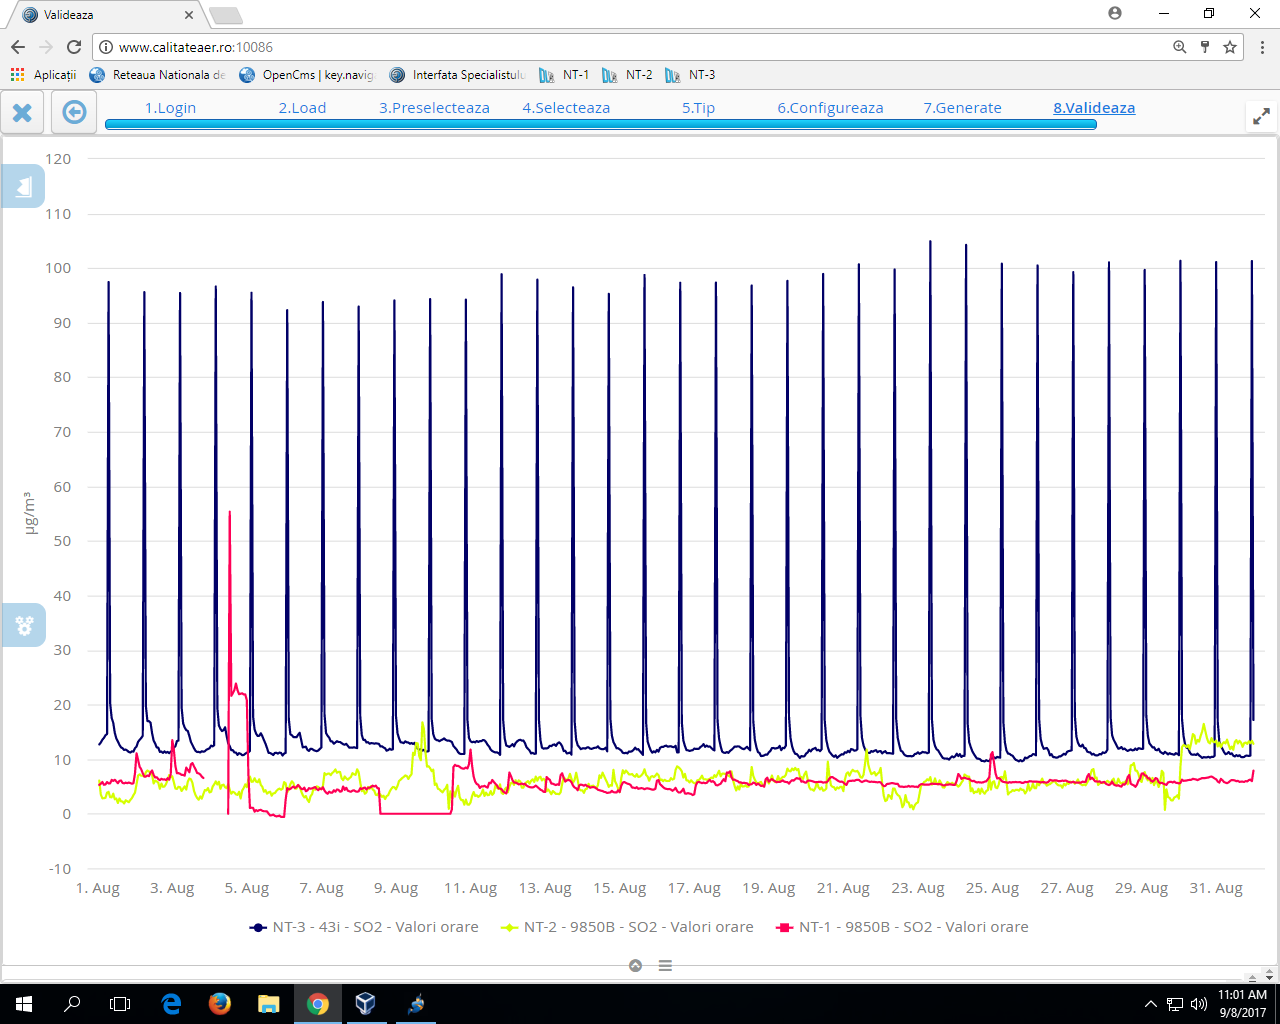 Valideaza
www.calitateaer.ro:10086
Aplicații
Reteaua Nationala de
OpenCms | key.navig
Interfata Specialistulu
NT-1
NT-2
NT-3
1.Login
2.Load
3.Preselecteaza
4.Selecteaza
5.Tip
6.Configureaza
7.Generate
8.Valideaza
120
110
100
90
80
70
60
50
40
30
20
10
0
-10
µg/m³
1. Aug
3. Aug
5. Aug
7. Aug
9. Aug
11. Aug
13. Aug
15. Aug
17. Aug
19. Aug
21. Aug
23. Aug
25. Aug
27. Aug
29. Aug
31. Aug
NT-3 - 43i - SO2 - Valori orare
NT-2 - 9850B - SO2 - Valori orare
NT-1 - 9850B - SO2 - Valori orare
11:01 AM
9/8/2017